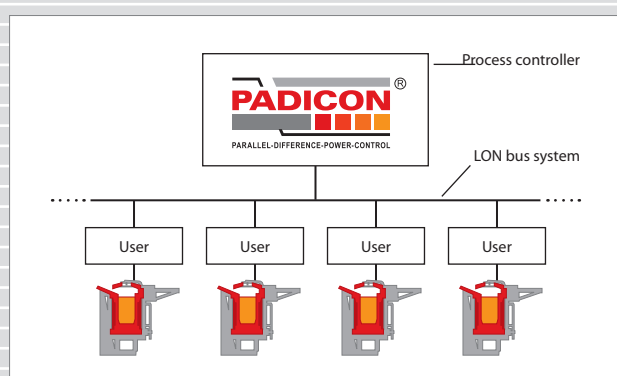 Process controller
PADICON®
PARALLEL-DIFFERENCE-POWER-CONTROL
LON bus system
User User User User